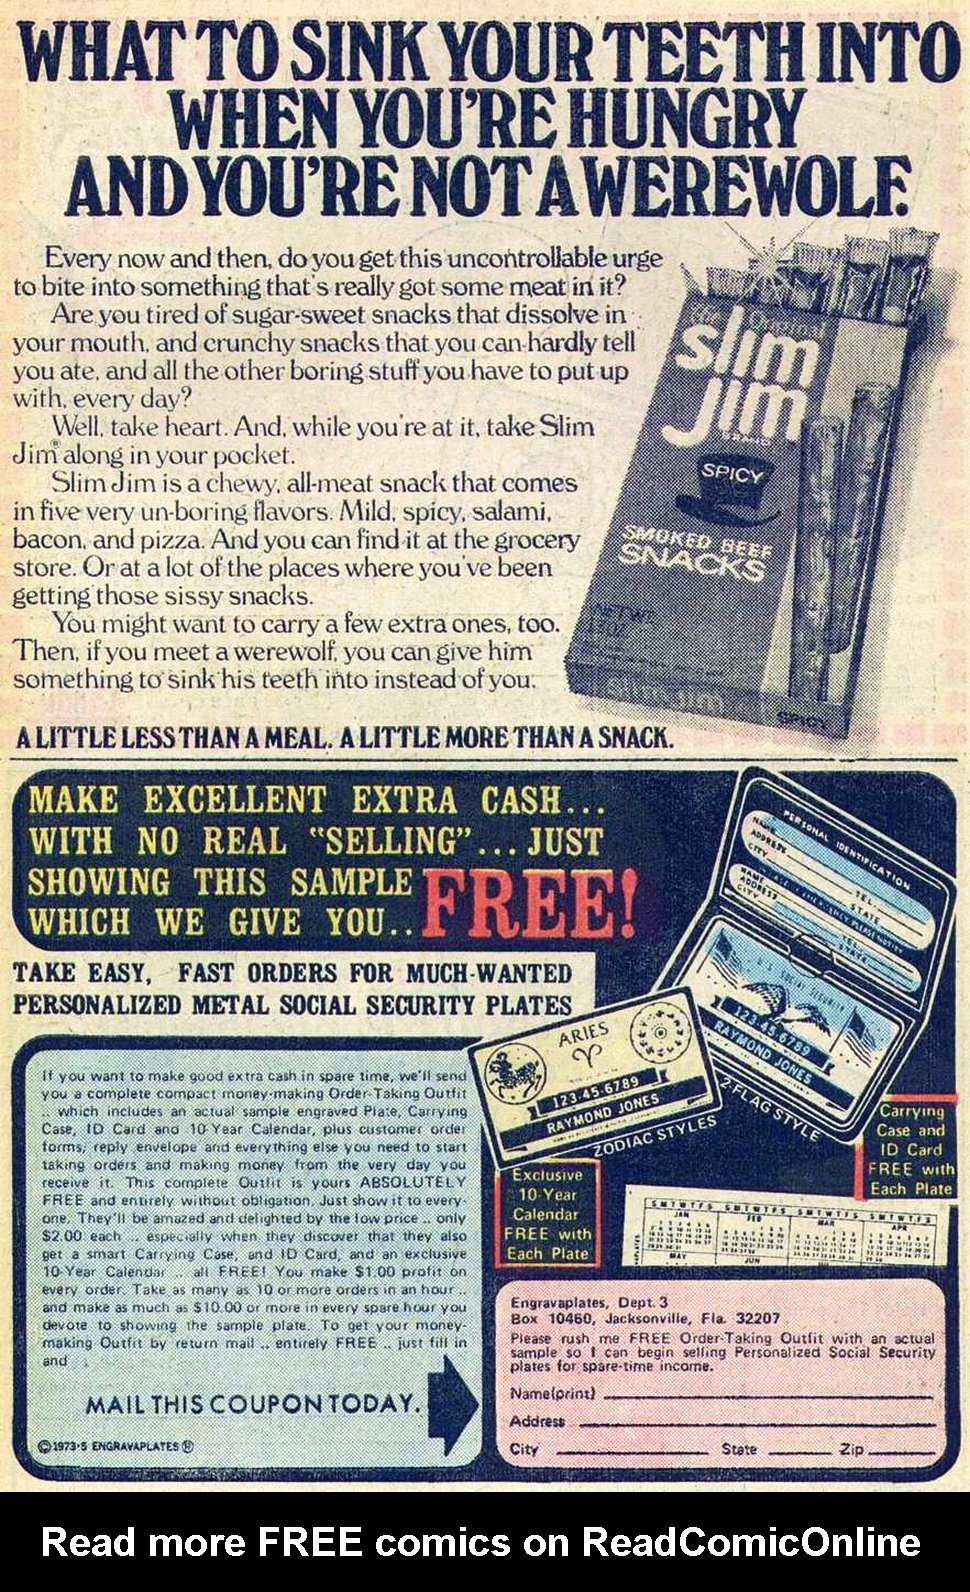 WHAT TO SINK YOUR TEETH INTO
WHEN YOU'RE HUNGRY
AND YOU'RE NOT A WEREWOLF.
Every now and then, do you get this uncontrollable urge
to bite into something that's really got some meat in it?
Are you tired of sugar-sweet snacks that dissolve in
your mouth, and crunchy snacks that you can hardly tell
you ate, and all the other boring stuff you have to put up
with, every day?
Well, take heart. And, while you're at it, take Slim
Jim® along in your pocket.
Slim Jim is a chewy, all-meat snack that comes
in five very un-boring flavors. Mild, spicy, salami,
bacon, and pizza. And you can find it at the grocery
store. Or at a lot of the places where you've been
getting those sissy snacks.
You might want to carry a few extra ones, too.
Then, if you meet a werewolf, you can give him
something to sink his teeth into instead of you.
slim
jim
BRAND
SPICY
SMOKED BEEF
SNACKS
NET WT.
slim jim
SPICY
A LITTLE LESS THAN A MEAL. A LITTLE MORE THAN A SNACK.
MAKE EXCELLENT EXTRA CASH...
WITH NO REAL "SELLING"... JUST
SHOWING THIS SAMPLE FREE!
WHICH WE GIVE YOU..
TAKE EASY, FAST ORDERS FOR MUCH-WANTED
PERSONALIZED METAL SOCIAL SECURITY PLATES
PERSONAL IDENTIFICATION
NAME
ADDRESS
CITY
TEL.
STATE
NAME
ADDRESS
CITY
TEL.
STATE
U.S. SOCIAL SECURITY
123-45-6789
RAYMOND JONES
2-FLAG STYLE
ARIES
123-45-6789
RAYMOND JONES
ZODIAC STYLES
If you want to make good extra cash in spare time, we'll send
you a complete compact money-making Order-Taking Outfit
.. which includes an actual sample engraved Plate, Carrying
Case, ID Card and 10-Year Calendar, plus customer order
forms, reply envelope and everything else you need to start
taking orders and making money from the very day you
receive it. This complete Outfit is yours ABSOLUTELY
FREE and entirely without obligation. Just show it to every-
one. They'll be amazed and delighted by the low price .. only
$2.00 each .. especially when they discover that they also
get a smart Carrying Case, and ID Card, and an exclusive
10-Year Calendar .. all FREE! You make $1.00 profit on
every order. Take as many as 10 or more orders in an hour ..
and make as much as $10.00 or more in every spare hour you
devote to showing the sample plate. To get your money-
making Outfit by return mail .. entirely FREE .. just fill in
and
MAIL THIS COUPON TODAY.
©1973-5 ENGRAVAPLATES ®
Exclusive
10-Year
Calendar
FREE with
Each Plate
Carrying
Case and
ID Card
FREE with
Each Plate
S M T W T F S S M T W T F S S M T W T F S S M T W T F S
JAN FEB MAR APR
MAY JUN
Engravaplates, Dept. 3
Box 10460, Jacksonville, Fla. 32207
Please rush me FREE Order-Taking Outfit with an actual
sample so I can begin selling Personalized Social Security
plates for spare-time income.
Name(print)
Address
City State Zip
Read more FREE comics on ReadComicOnline